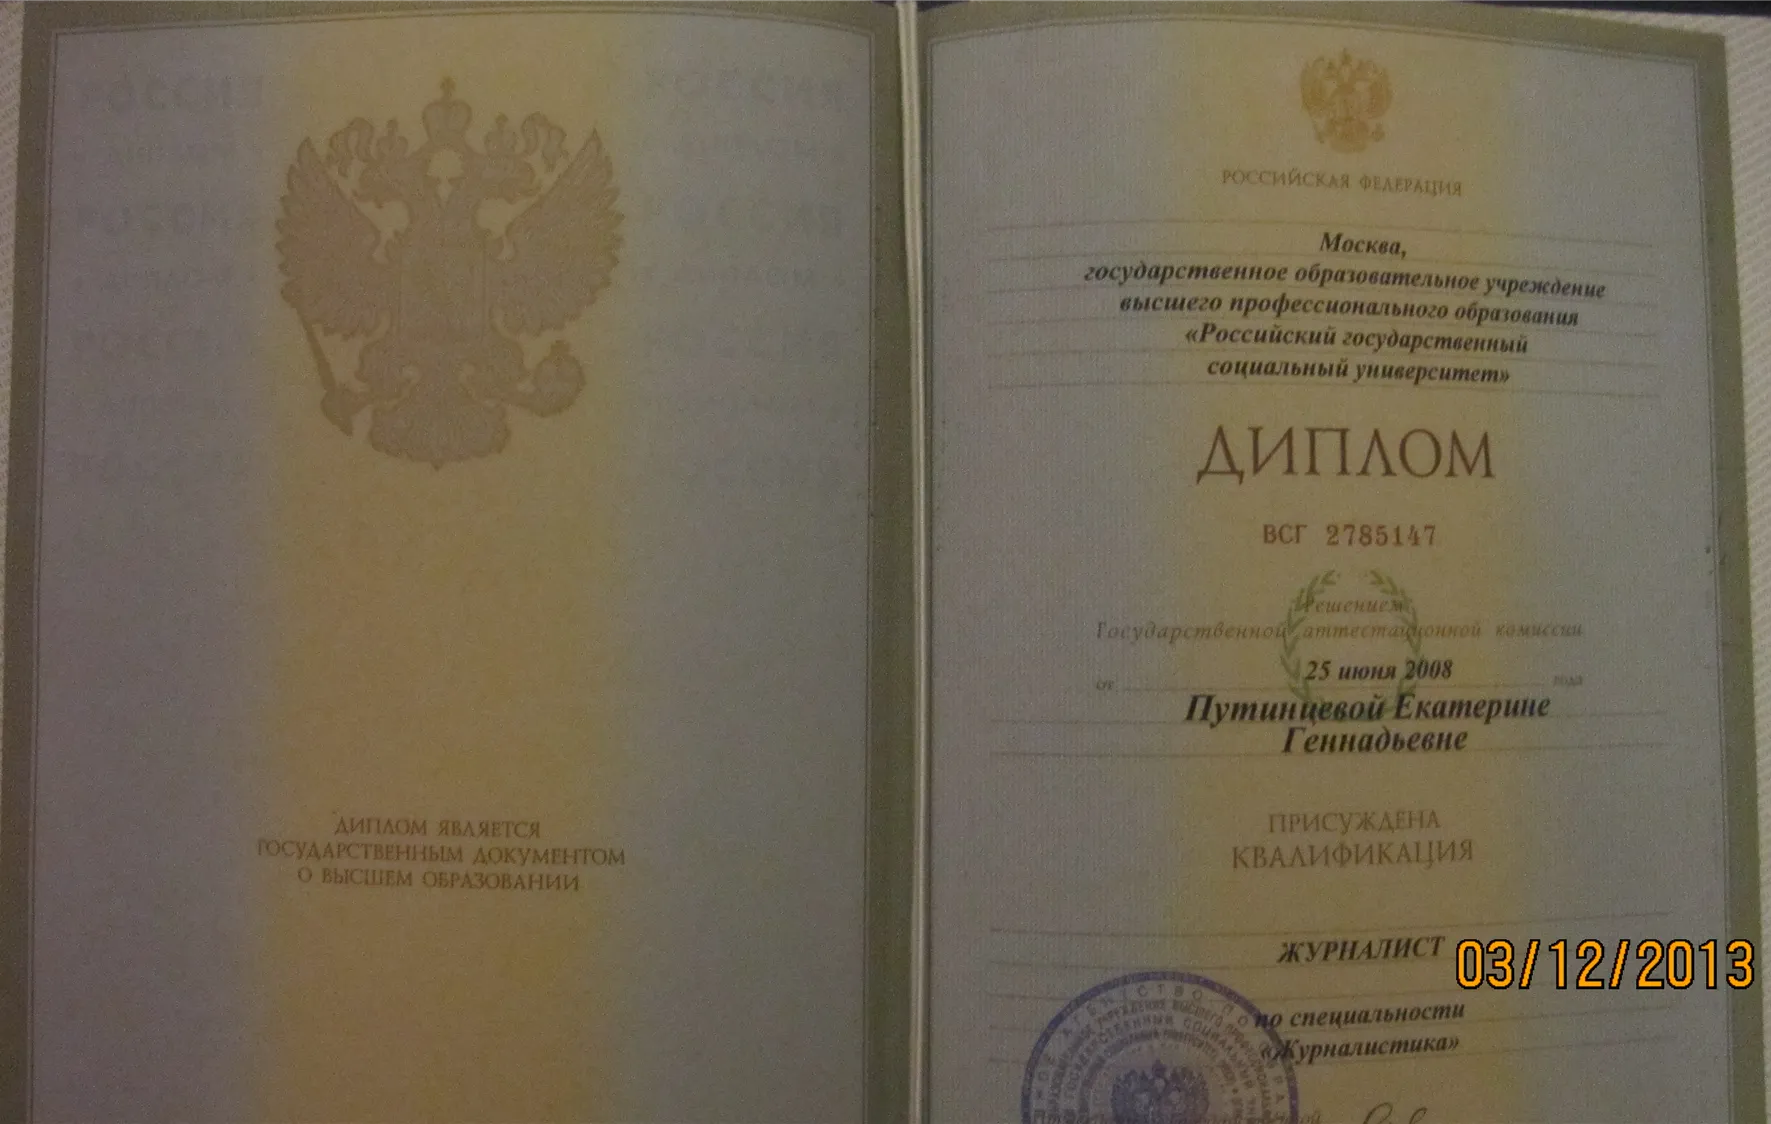 ДИПЛОМ ЯВЛЯЕТСЯ
ГОСУДАРСТВЕННЫМ ДОКУМЕНТОМ
О ВЫСШЕМ ОБРАЗОВАНИИ
РОССИЙСКАЯ ФЕДЕРАЦИЯ
Москва,
государственное образовательное учреждение
высшего профессионального образования
«Российский государственный
социальный университет»
ДИПЛОМ
ВСГ 2785147
Решением
Государственной аттестационной комиссии
от 25 июня 2008 года
Путинцевой Екатерине
Геннадьевне
ПРИСУЖДЕНА
КВАЛИФИКАЦИЯ
ЖУРНАЛИСТ
03/12/2013
по специальности
«Журналистика»